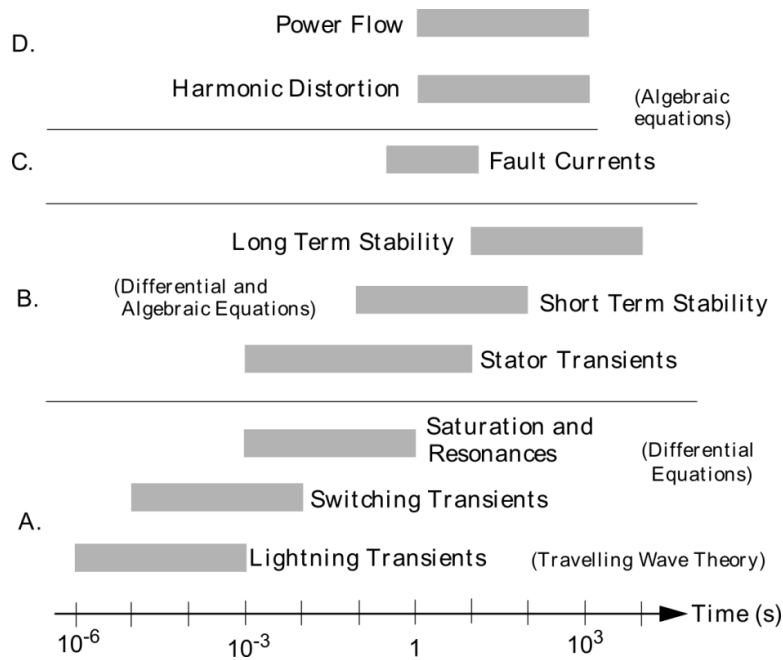 D.
Power Flow
Harmonic Distortion
(Algebraic
equations)
C.
Fault Currents
Long Term Stability
B.
(Differential and
Algebraic Equations)
Short Term Stability
Stator Transients
Saturation and
Resonances
(Differential
Equations)
Switching Transients
A.
Lightning Transients
(Travelling Wave Theory)
Time (s)
10⁻⁶ 10⁻³ 1 10³